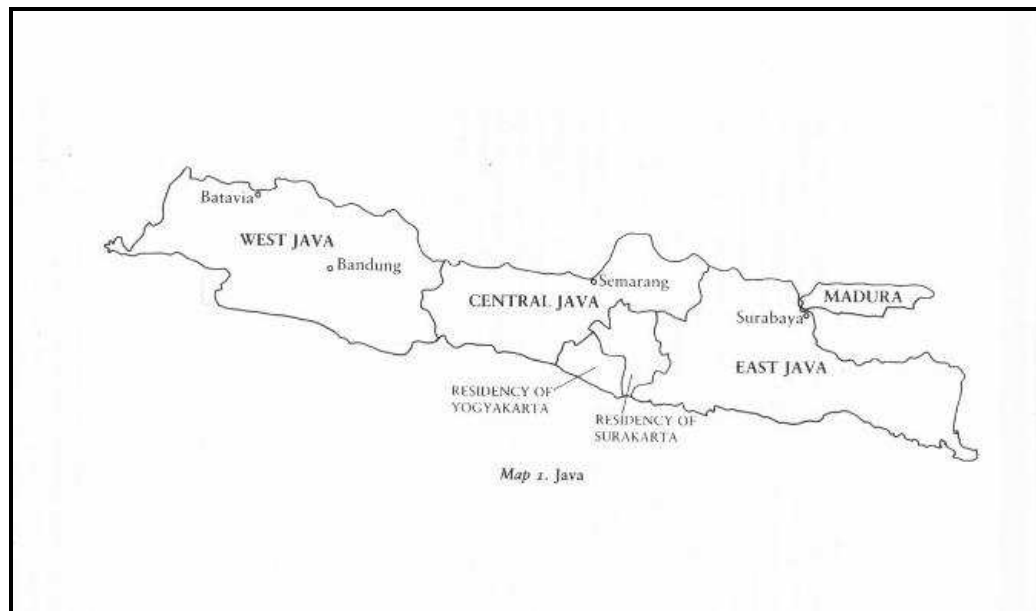 Batavia
WEST JAVA
Bandung
Semarang
CENTRAL JAVA
MADURA
Surabaya
EAST JAVA
RESIDENCY OF
YOGYAKARTA
RESIDENCY OF
SURAKARTA
Map 1. Java